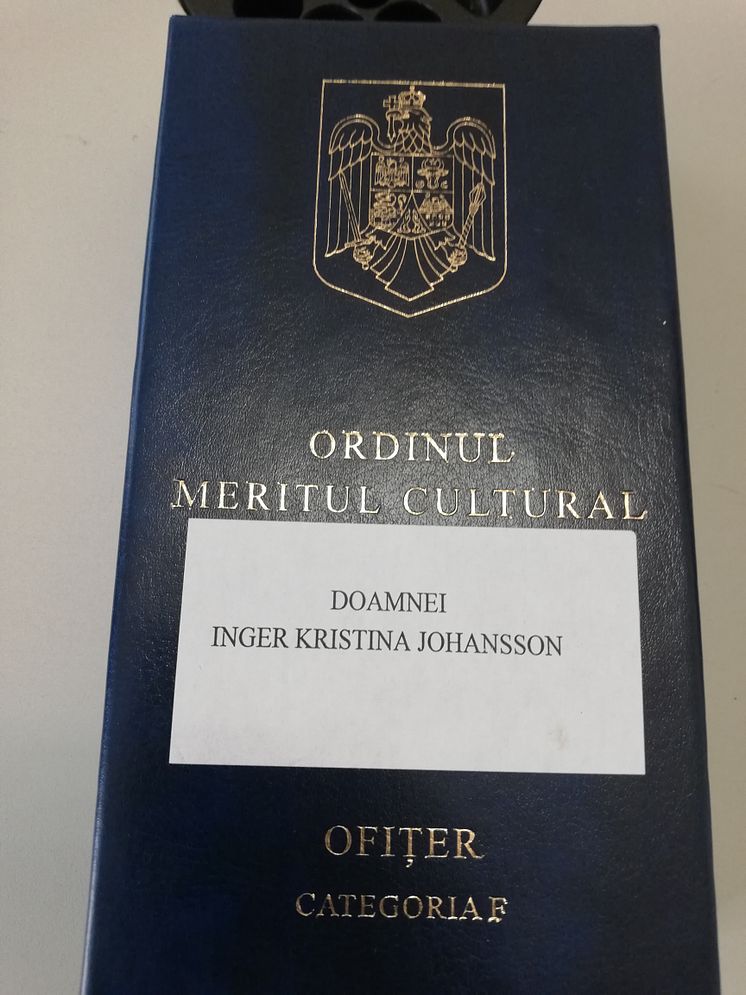 ORDINUL
MERITUL CULTURAL
DOAMNEI
INGER KRISTINA JOHANSSON
OFIȚER
CATEGORIA F